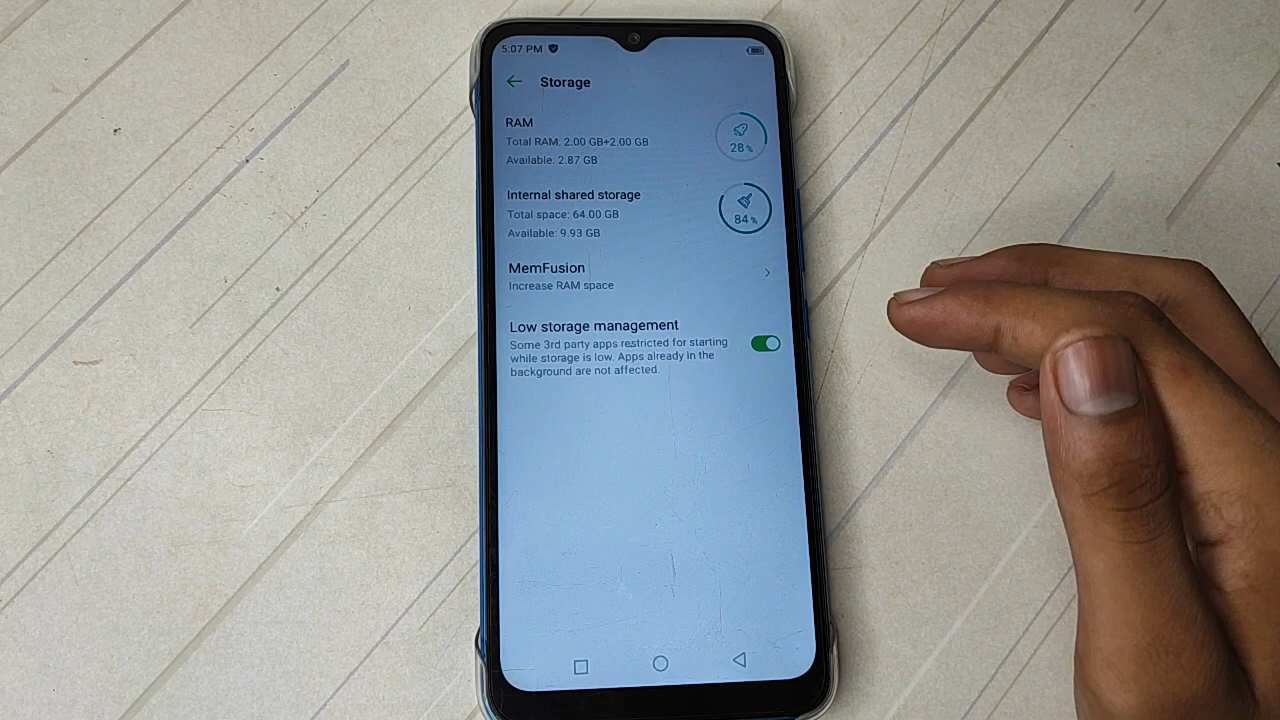 5:07 PM
Storage
RAM
Total RAM: 2.00 GB+2.00 GB
Available: 2.87 GB
28%
Internal shared storage
Total space: 64.00 GB
Available: 9.93 GB
84%
MemFusion
Increase RAM space
Low storage management
Some 3rd party apps restricted for starting
while storage is low. Apps already in the
background are not affected.